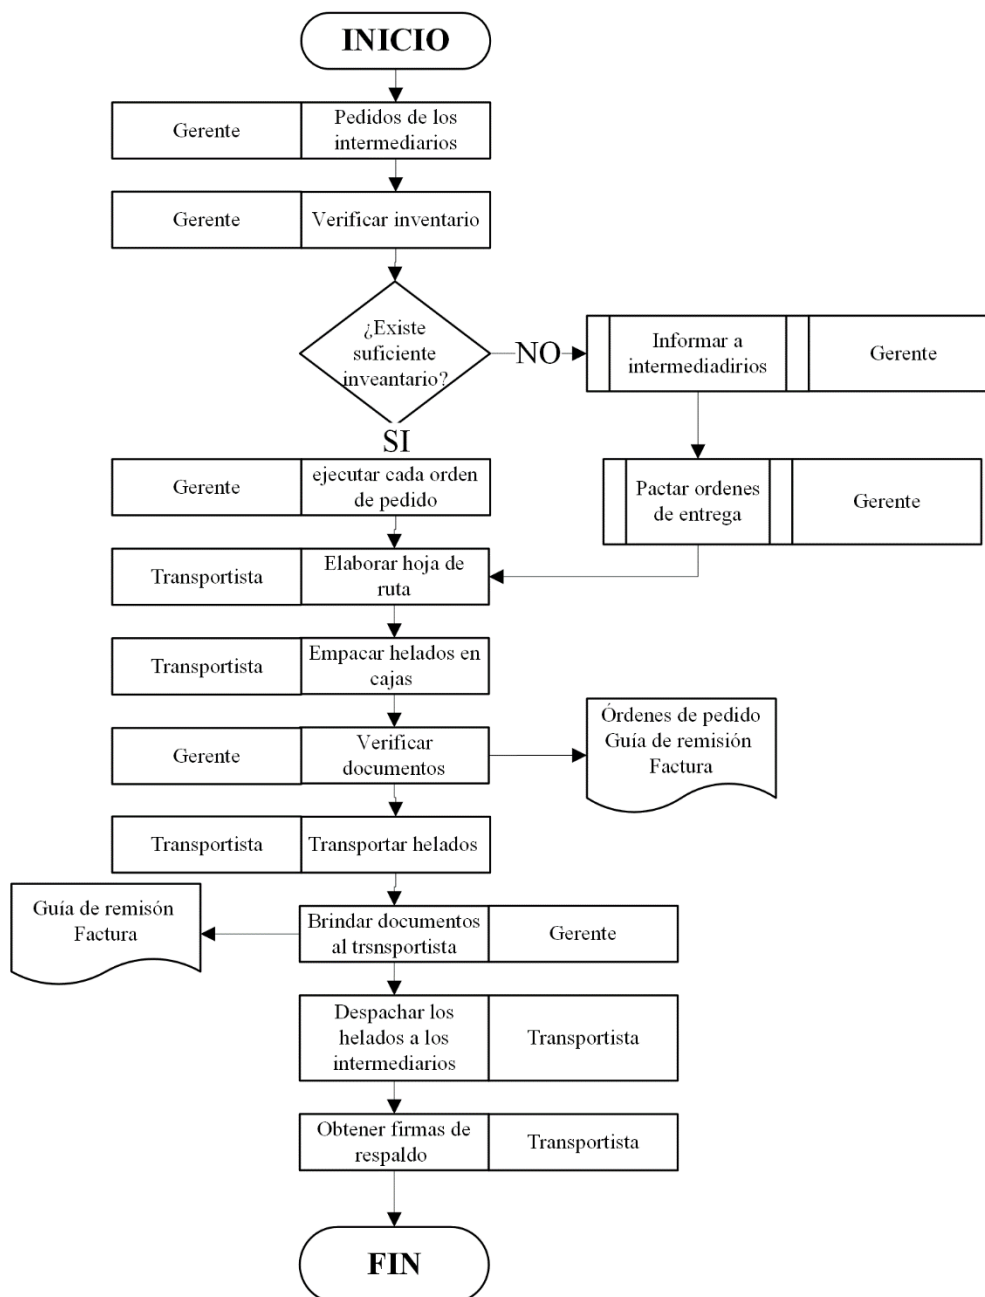 INICIO
Gerente
Pedidos de los
intermediarios
Gerente
Verificar inventario
¿Existe
suficiente
inveantario?
NO
Informar a
intermediadirios
Gerente
SI
Gerente
ejecutar cada orden
de pedido
Pactar ordenes
de entrega
Gerente
Transportista
Elaborar hoja de
ruta
Transportista
Empacar helados en
cajas
Gerente
Verificar
documentos
Órdenes de pedido
Guía de remisión
Factura
Transportista
Transportar helados
Guía de remisón
Factura
Brindar documentos
al trsnsportista
Gerente
Despachar los
helados a los
intermediarios
Transportista
Obtener firmas de
respaldo
Transportista
FIN